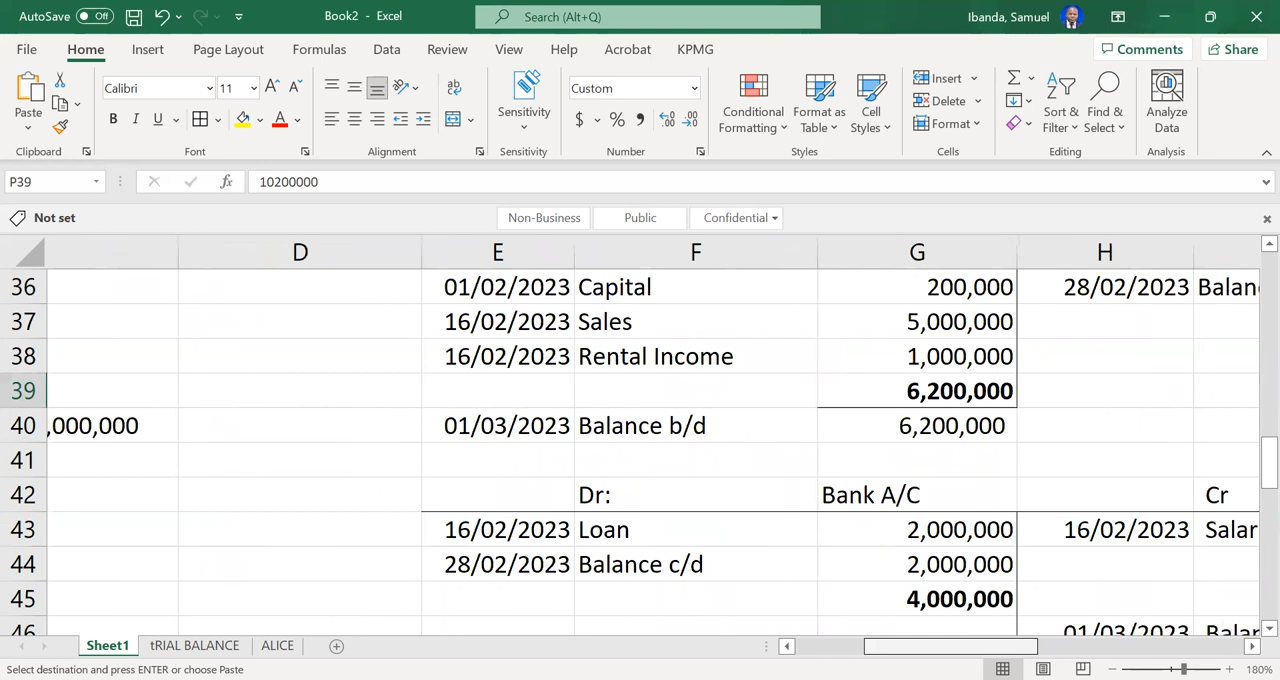 AutoSave Off Book2 - Excel Search (Alt+Q) Ibanda, Samuel
File Home Insert Page Layout Formulas Data Review View Help Acrobat KPMG Comments Share
Paste Calibri 11 A A B I U A ab Sensitivity Custom $ % , Conditional Formatting Format as Table Cell Styles Insert Delete Format Sort & Filter Find & Select Analyze Data
Clipboard Font Alignment Sensitivity Number Styles Cells Editing Analysis
P39 fx 10200000
Not set Non-Business Public Confidential
D E F G H
36 01/02/2023 Capital 200,000 28/02/2023 Balan
37 16/02/2023 Sales 5,000,000
38 16/02/2023 Rental Income 1,000,000
39 6,200,000
40 ,000,000 01/03/2023 Balance b/d 6,200,000
41
42 Dr: Bank A/C Cr
43 16/02/2023 Loan 2,000,000 16/02/2023 Salar
44 28/02/2023 Balance c/d 2,000,000
45 4,000,000
46 01/03/2023 Balar
Sheet1 tRIAL BALANCE ALICE
Select destination and press ENTER or choose Paste 180%